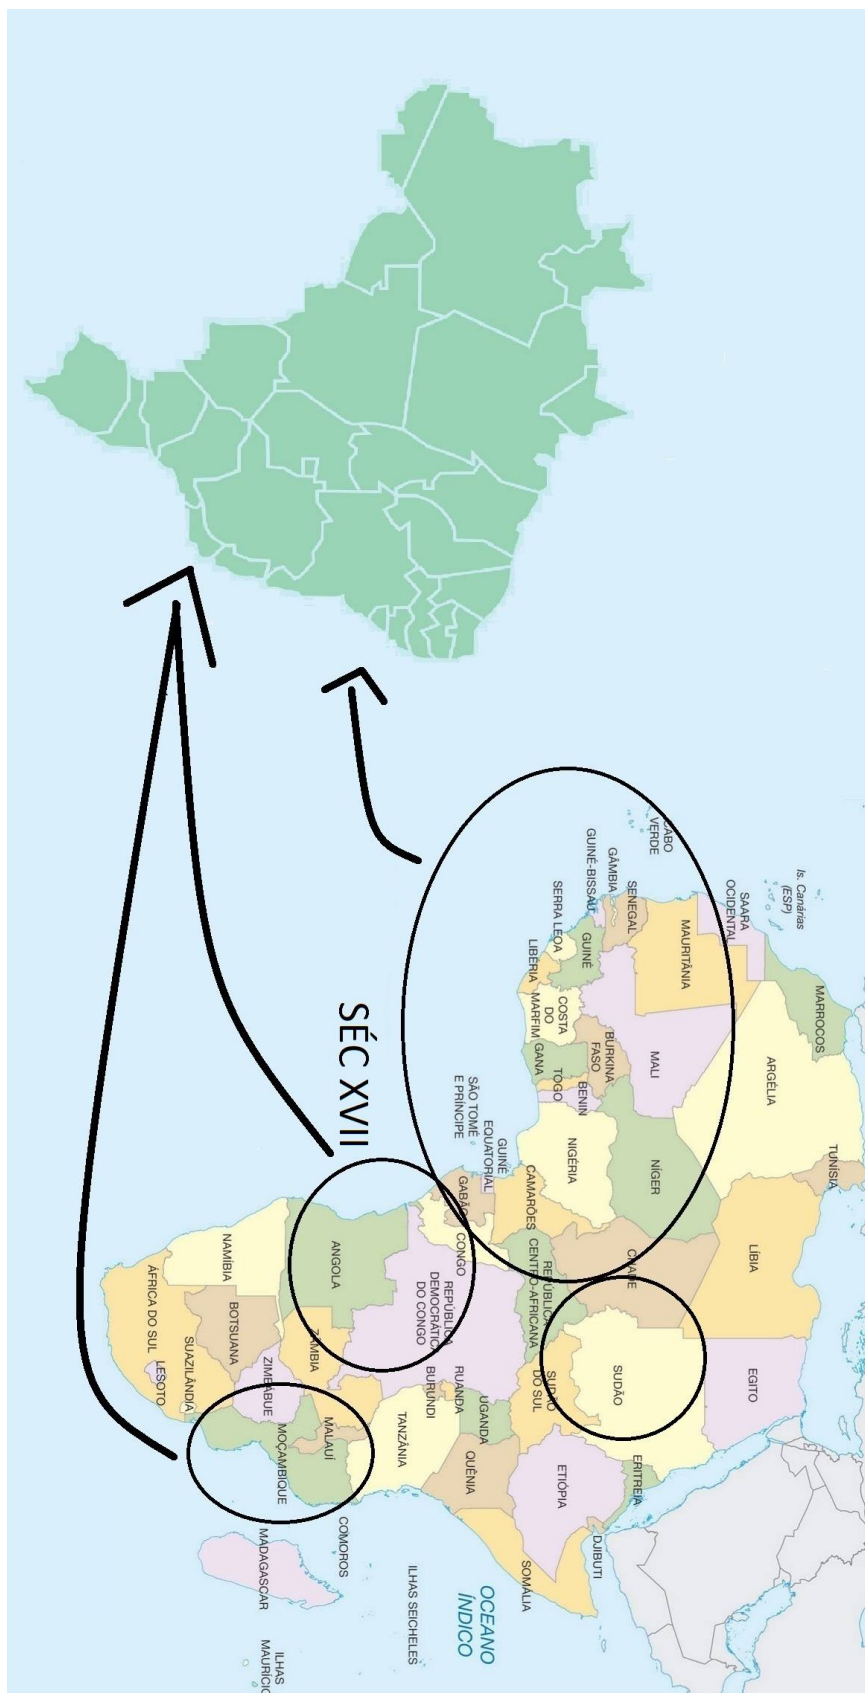 TUNÍSIA
MARROCOS
Is. Canárias
(ESP)
ARGÉLIA
LÍBIA
EGITO
SAARA
OCIDENTAL
MAURITÂNIA
MALI
NÍGER
CHADE
SUDÃO
ERITREIA
DJIBUTI
CABO
VERDE
SENEGAL
GÂMBIA
GUINÉ-BISSAU
GUINÉ
SERRA LEOA
LIBÉRIA
COSTA
DO
MARFIM
BURKINA
FASO
GANA
TOGO
BENIN
NIGÉRIA
CAMARÕES
REPÚBLICA
CENTRO-AFRICANA
SUDÃO
DO SUL
ETIÓPIA
SOMÁLIA
GUINÉ
EQUATORIAL
SÃO TOMÉ
E PRÍNCIPE
GABÃO
CONGO
REPÚBLICA
DEMOCRÁTICA
DO CONGO
UGANDA
QUÊNIA
RUANDA
BURUNDI
TANZÂNIA
OCEANO
ÍNDICO
ILHAS SEICHELES
SÉC XVII
ANGOLA
ZÂMBIA
MALAUÍ
MOÇAMBIQUE
COMOROS
MADAGASCAR
ILHAS
MAURÍCIO
NAMÍBIA
BOTSUANA
ZIMBÁBUE
ÁFRICA DO SUL
SUAZILÂNDIA
LESOTO